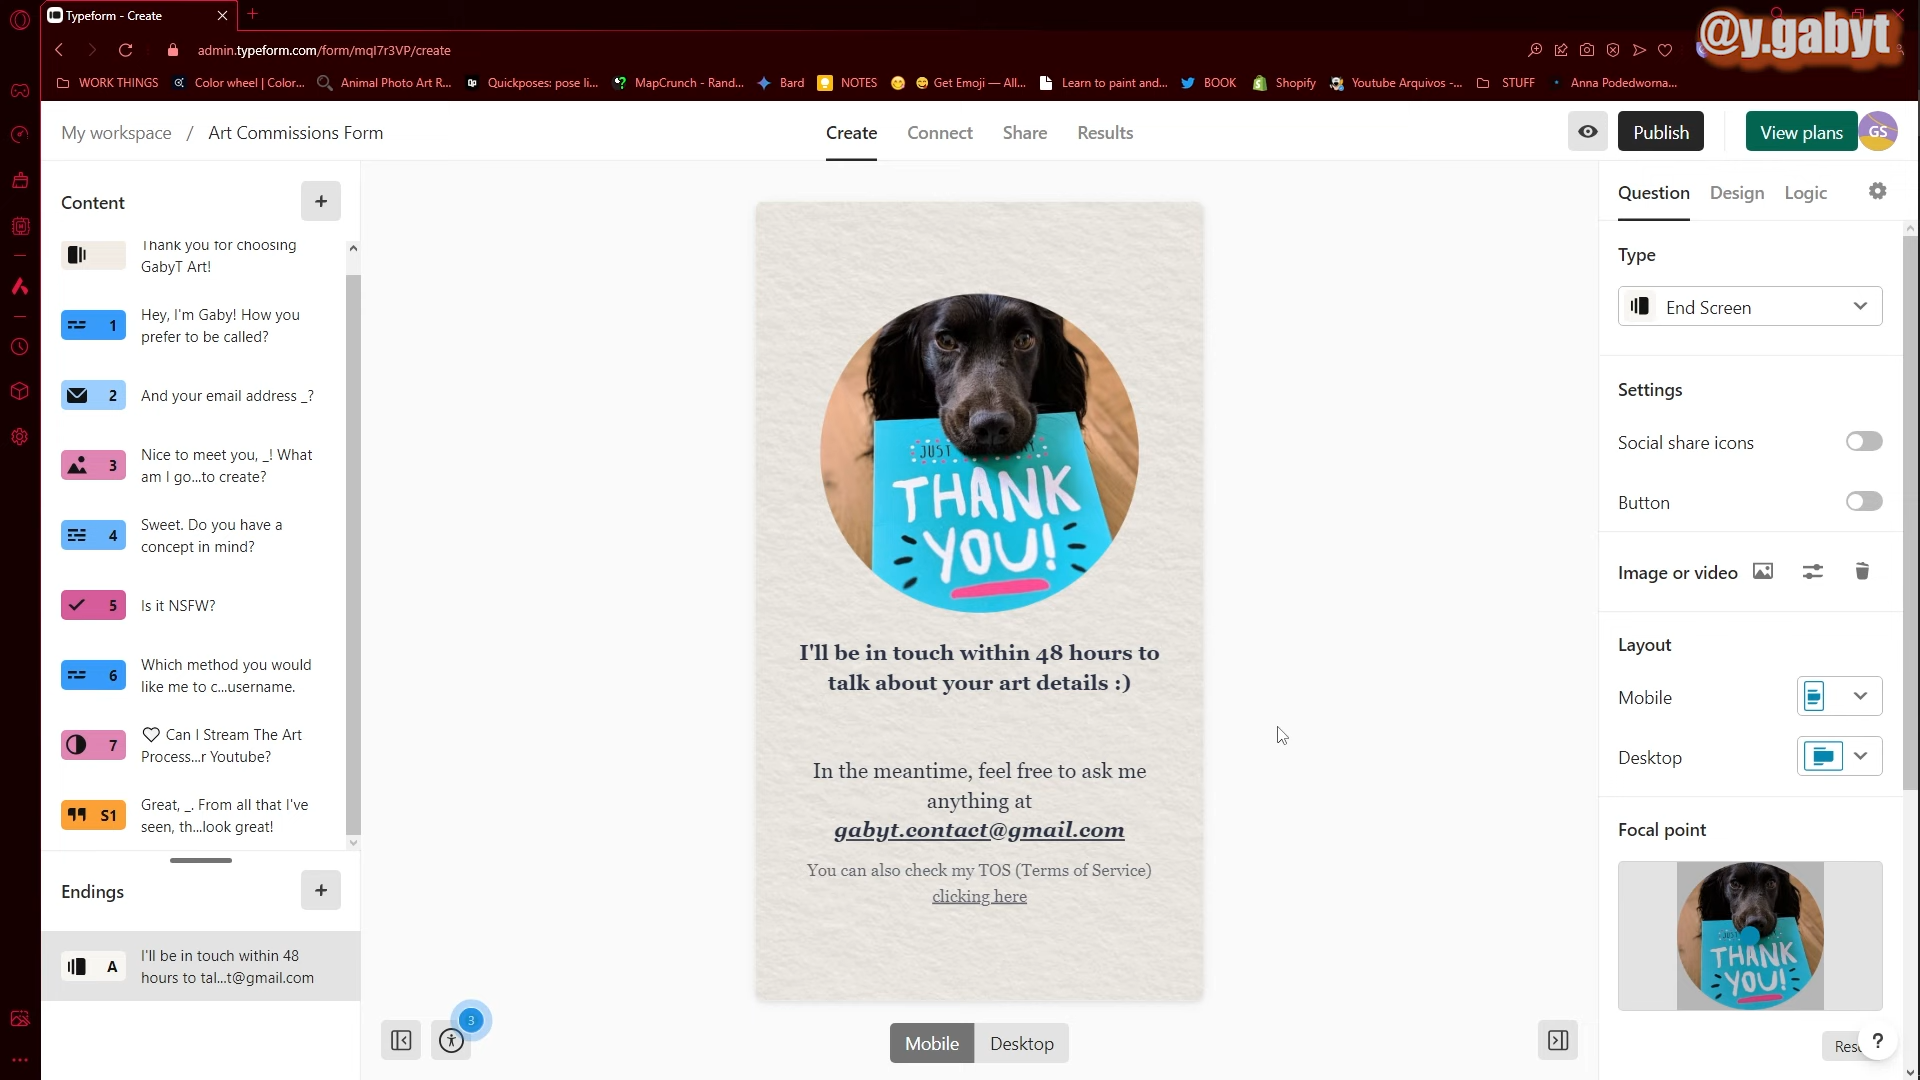 Typeform - Create
@y.gabyt
admin.typeform.com/form/mqI7r3VP/create
WORK THINGS
Color wheel | Color...
Animal Photo Art R...
Quickposes: pose li...
MapCrunch - Rand...
Bard
NOTES
Get Emoji — All...
Learn to paint and...
BOOK
Shopify
Youtube Arquivos -...
STUFF
Anna Podedworna...
My workspace / Art Commissions Form
Create
Connect
Share
Results
Publish
View plans
GS
Content
+
Thank you for choosing
GabyT Art!
1
Hey, I'm Gaby! How you
prefer to be called?
2
And your email address _?
3
Nice to meet you, _! What
am I go...to create?
4
Sweet. Do you have a
concept in mind?
5
Is it NSFW?
6
Which method you would
like me to c...username.
7
Can I Stream The Art
Process...r Youtube?
S1
Great, _. From all that I've
seen, th...look great!
Endings
+
A
I'll be in touch within 48
hours to tal...t@gmail.com
3
JUST
THANK
YOU!
I'll be in touch within 48 hours to
talk about your art details :)
In the meantime, feel free to ask me
anything at
gabyt.contact@gmail.com
You can also check my TOS (Terms of Service)
clicking here
Mobile
Desktop
Question
Design
Logic
Type
End Screen
Settings
Social share icons
Button
Image or video
Layout
Mobile
Desktop
Focal point
THANK
YOU!
?